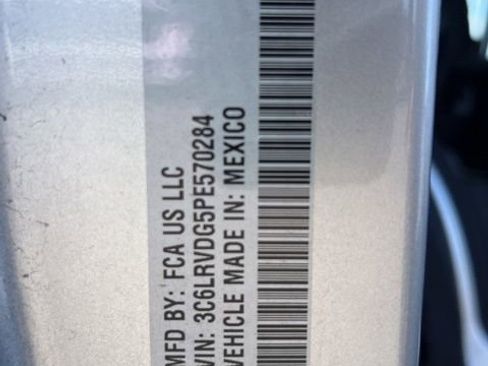 MFD BY: FCA US LLC
VIN: 3C6LRVDG5PE570284
VEHICLE MADE IN: MEXICO